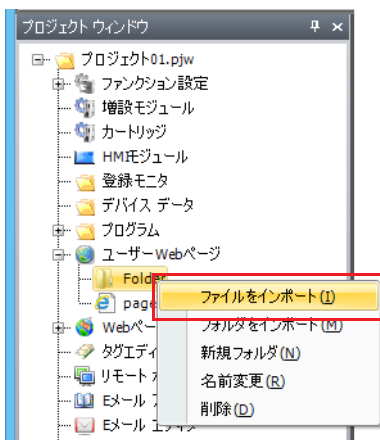 プロジェクト ウィンドウ
プロジェクト01.pjw
ファンクション設定
増設モジュール
カートリッジ
HMIモジュール
登録モニタ
デバイス データ
プログラム
ユーザーWebページ
Folder
page
ファイルをインポート(I)
フォルダをインポート(M)
新規フォルダ(N)
名前変更(R)
削除(D)
Webペー
タグエディ
リモート
Eメール
Eメール